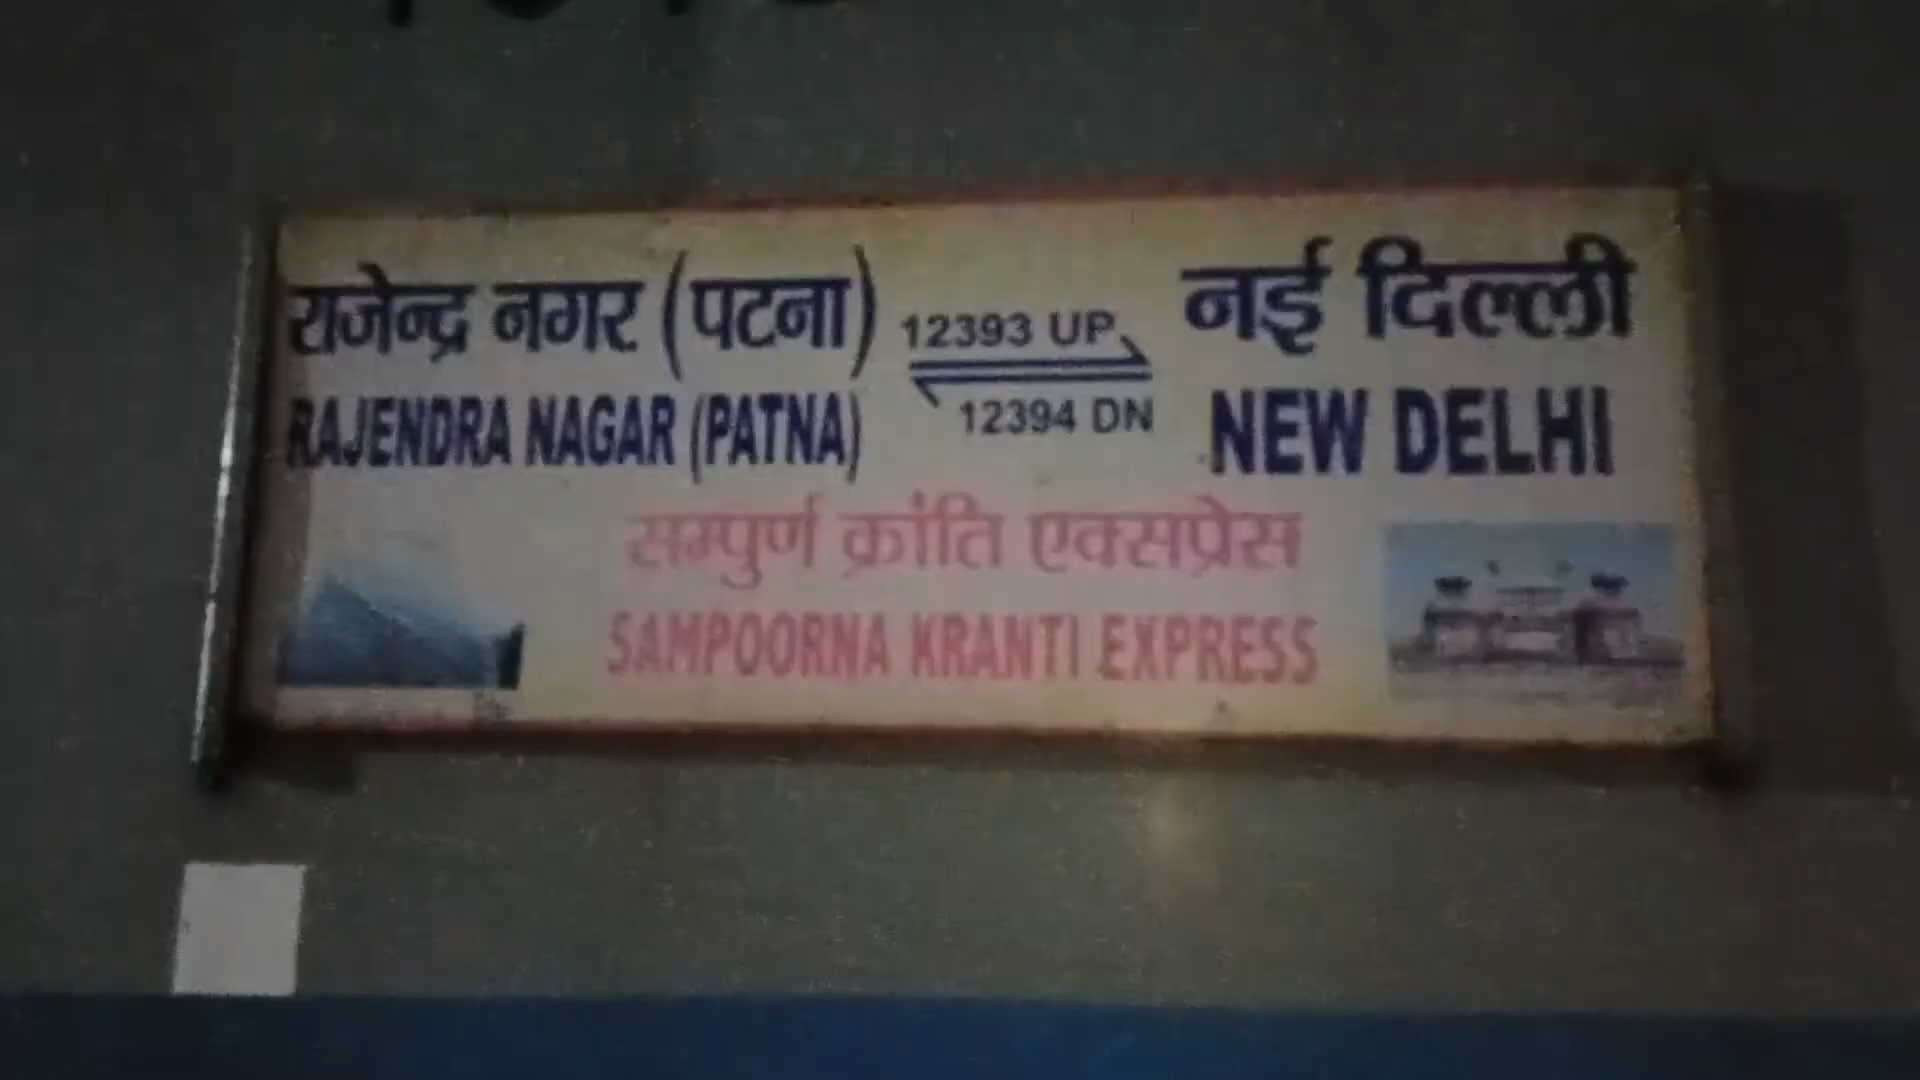 राजेन्द्र नगर (पटना)
RAJENDRA NAGAR (PATNA)
12393 UP
12394 DN
नई दिल्ली
NEW DELHI
सम्पुर्ण क्रांति एक्सप्रेस
SAMPOORNA KRANTI EXPRESS